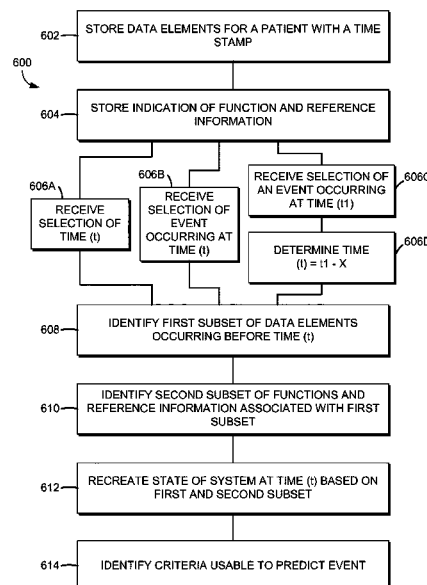 602
STORE DATA ELEMENTS FOR A PATIENT WITH A TIME
STAMP
600
604
STORE INDICATION OF FUNCTION AND REFERENCE
INFORMATION
606A
RECEIVE
SELECTION OF
TIME (t)
606B
RECEIVE
SELECTION OF
EVENT
OCCURRING AT
TIME (t)
606C
RECEIVE SELECTION OF
AN EVENT OCCURRING
AT TIME (t1)
606D
DETERMINE TIME
(t) = t1 - X
608
IDENTIFY FIRST SUBSET OF DATA ELEMENTS
OCCURRING BEFORE TIME (t)
610
IDENTIFY SECOND SUBSET OF FUNCTIONS AND
REFERENCE INFORMATION ASSOCIATED WITH FIRST
SUBSET
612
RECREATE STATE OF SYSTEM AT TIME (t) BASED ON
FIRST AND SECOND SUBSET
614
IDENTIFY CRITERIA USABLE TO PREDICT EVENT